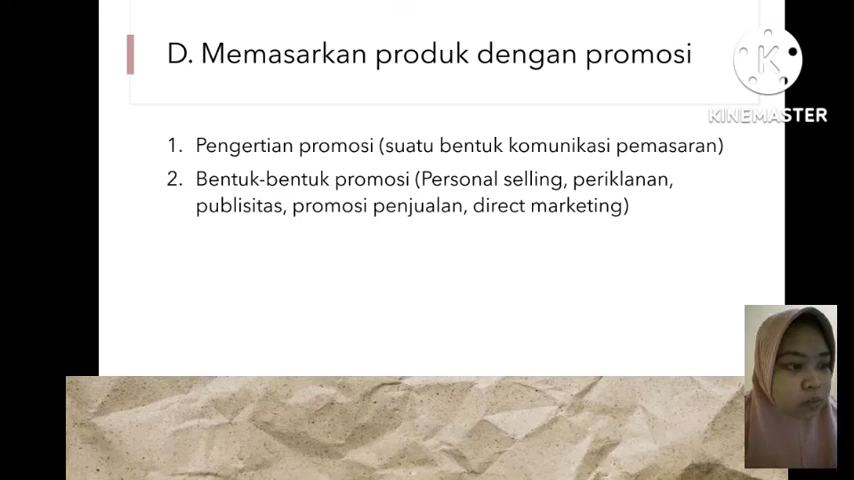 D. Memasarkan produk dengan promosi
KINEMASTER
1. Pengertian promosi (suatu bentuk komunikasi pemasaran)
2. Bentuk-bentuk promosi (Personal selling, periklanan,
publisitas, promosi penjualan, direct marketing)